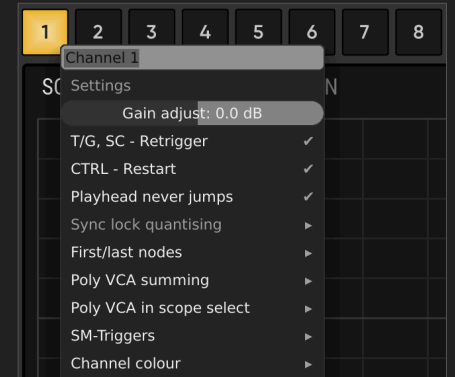 1 2 3 4 5 6 7 8
Channel 1
Settings
Gain adjust: 0.0 dB
T/G, SC - Retrigger ✔
CTRL - Restart ✔
Playhead never jumps ✔
Sync lock quantising ▸
First/last nodes ▸
Poly VCA summing ▸
Poly VCA in scope select ▸
SM-Triggers ▸
Channel colour ▸